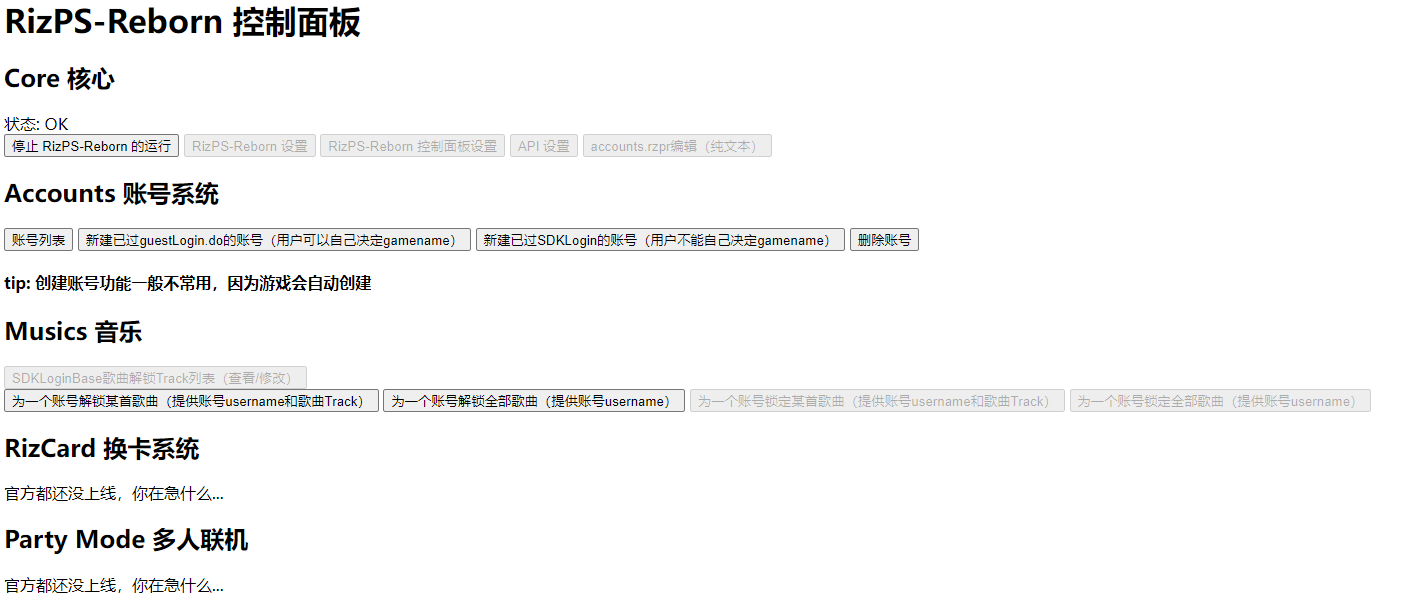 RizPS-Reborn 控制面板
Core 核心
状态: OK
停止 RizPS-Reborn 的运行 RizPS-Reborn 设置 RizPS-Reborn 控制面板设置 API 设置 accounts.rzpr编辑（纯文本）
Accounts 账号系统
账号列表 新建已过guestLogin.do的账号（用户可以自己决定gamename） 新建已过SDKLogin的账号（用户不能自己决定gamename） 删除账号
tip: 创建账号功能一般不常用，因为游戏会自动创建
Musics 音乐
SDKLoginBase歌曲解锁Track列表（查看/修改）
为一个账号解锁某首歌曲（提供账号username和歌曲Track） 为一个账号解锁全部歌曲（提供账号username） 为一个账号锁定某首歌曲（提供账号username和歌曲Track） 为一个账号锁定全部歌曲（提供账号username）
RizCard 换卡系统
官方都还没上线，你在急什么...
Party Mode 多人联机
官方都还没上线，你在急什么...